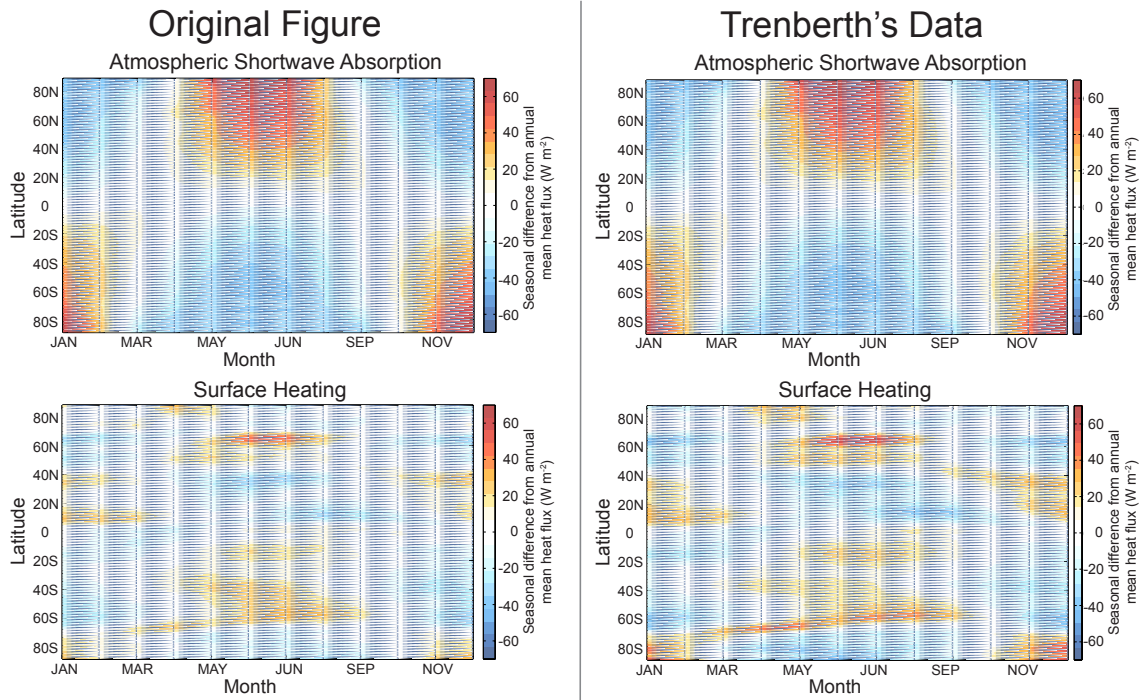 Original Figure
Atmospheric Shortwave Absorption
80N
60N
40N
20N
0
20S
40S
60S
80S
Latitude
JAN MAR MAY JUN SEP NOV
Month
60
40
20
0
-20
-40
-60
Seasonal difference from annual
mean heat flux (W m-2)
Surface Heating
80N
60N
40N
20N
0
20S
40S
60S
80S
Latitude
JAN MAR MAY JUN SEP NOV
Month
60
40
20
0
-20
-40
-60
Seasonal difference from annual
mean heat flux (W m-2)
Trenberth's Data
Atmospheric Shortwave Absorption
80N
60N
40N
20N
0
20S
40S
60S
80S
Latitude
JAN MAR MAY JUN SEP NOV
Month
60
40
20
0
-20
-40
-60
Seasonal difference from annual
mean heat flux (W m-2)
Surface Heating
80N
60N
40N
20N
0
20S
40S
60S
80S
Latitude
JAN MAR MAY JUN SEP NOV
Month
60
40
20
0
-20
-40
-60
Seasonal difference from annual
mean heat flux (W m-2)